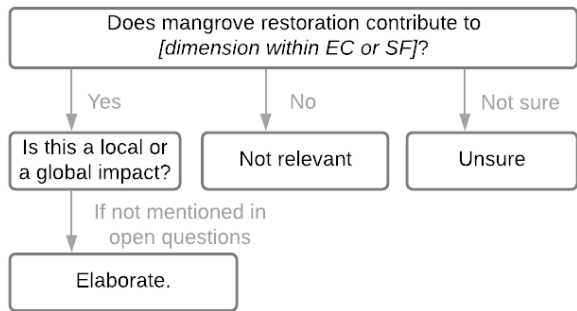 Does mangrove restoration contribute to
[dimension within EC or SF]?
Yes
No
Not sure
Is this a local or
a global impact?
Not relevant
Unsure
If not mentioned in
open questions
Elaborate.